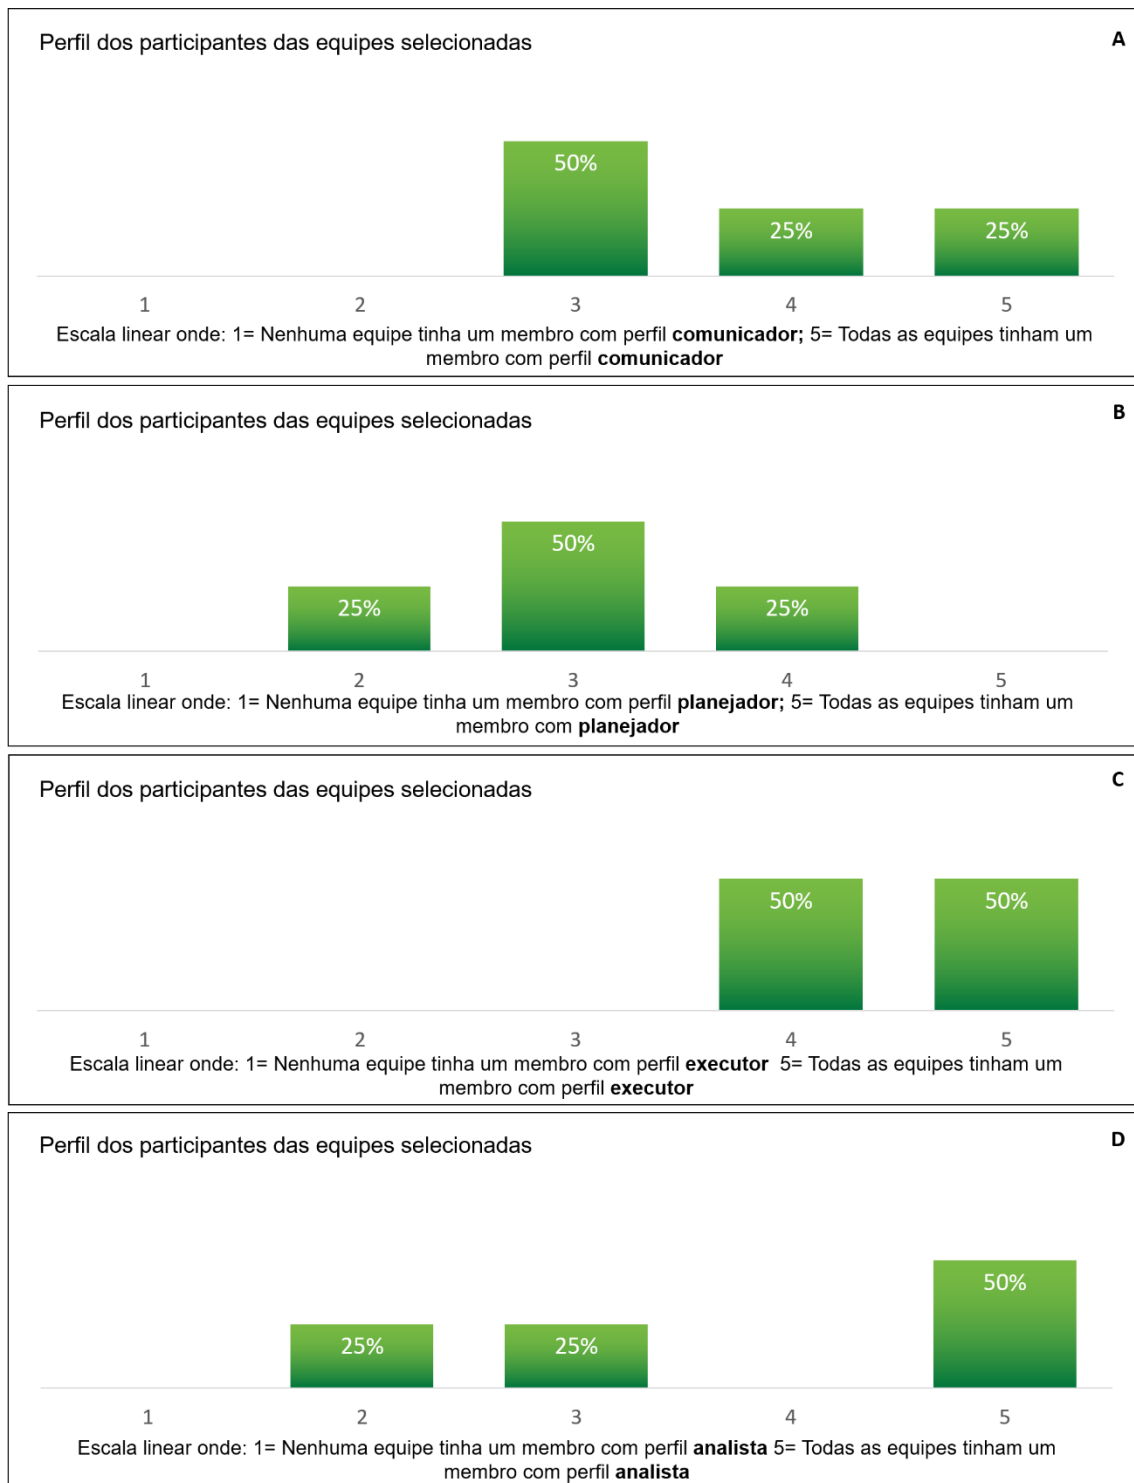 Perfil dos participantes das equipes selecionadas
A
50%
25%
25%
1 2 3 4 5
Escala linear onde: 1= Nenhuma equipe tinha um membro com perfil comunicador; 5= Todas as equipes tinham um
membro com perfil comunicador
Perfil dos participantes das equipes selecionadas
B
25%
50%
25%
1 2 3 4 5
Escala linear onde: 1= Nenhuma equipe tinha um membro com perfil planejador; 5= Todas as equipes tinham um
membro com planejador
Perfil dos participantes das equipes selecionadas
C
50%
50%
1 2 3 4 5
Escala linear onde: 1= Nenhuma equipe tinha um membro com perfil executor 5= Todas as equipes tinham um
membro com perfil executor
Perfil dos participantes das equipes selecionadas
D
25%
25%
50%
1 2 3 4 5
Escala linear onde: 1= Nenhuma equipe tinha um membro com perfil analista 5= Todas as equipes tinham um
membro com perfil analista